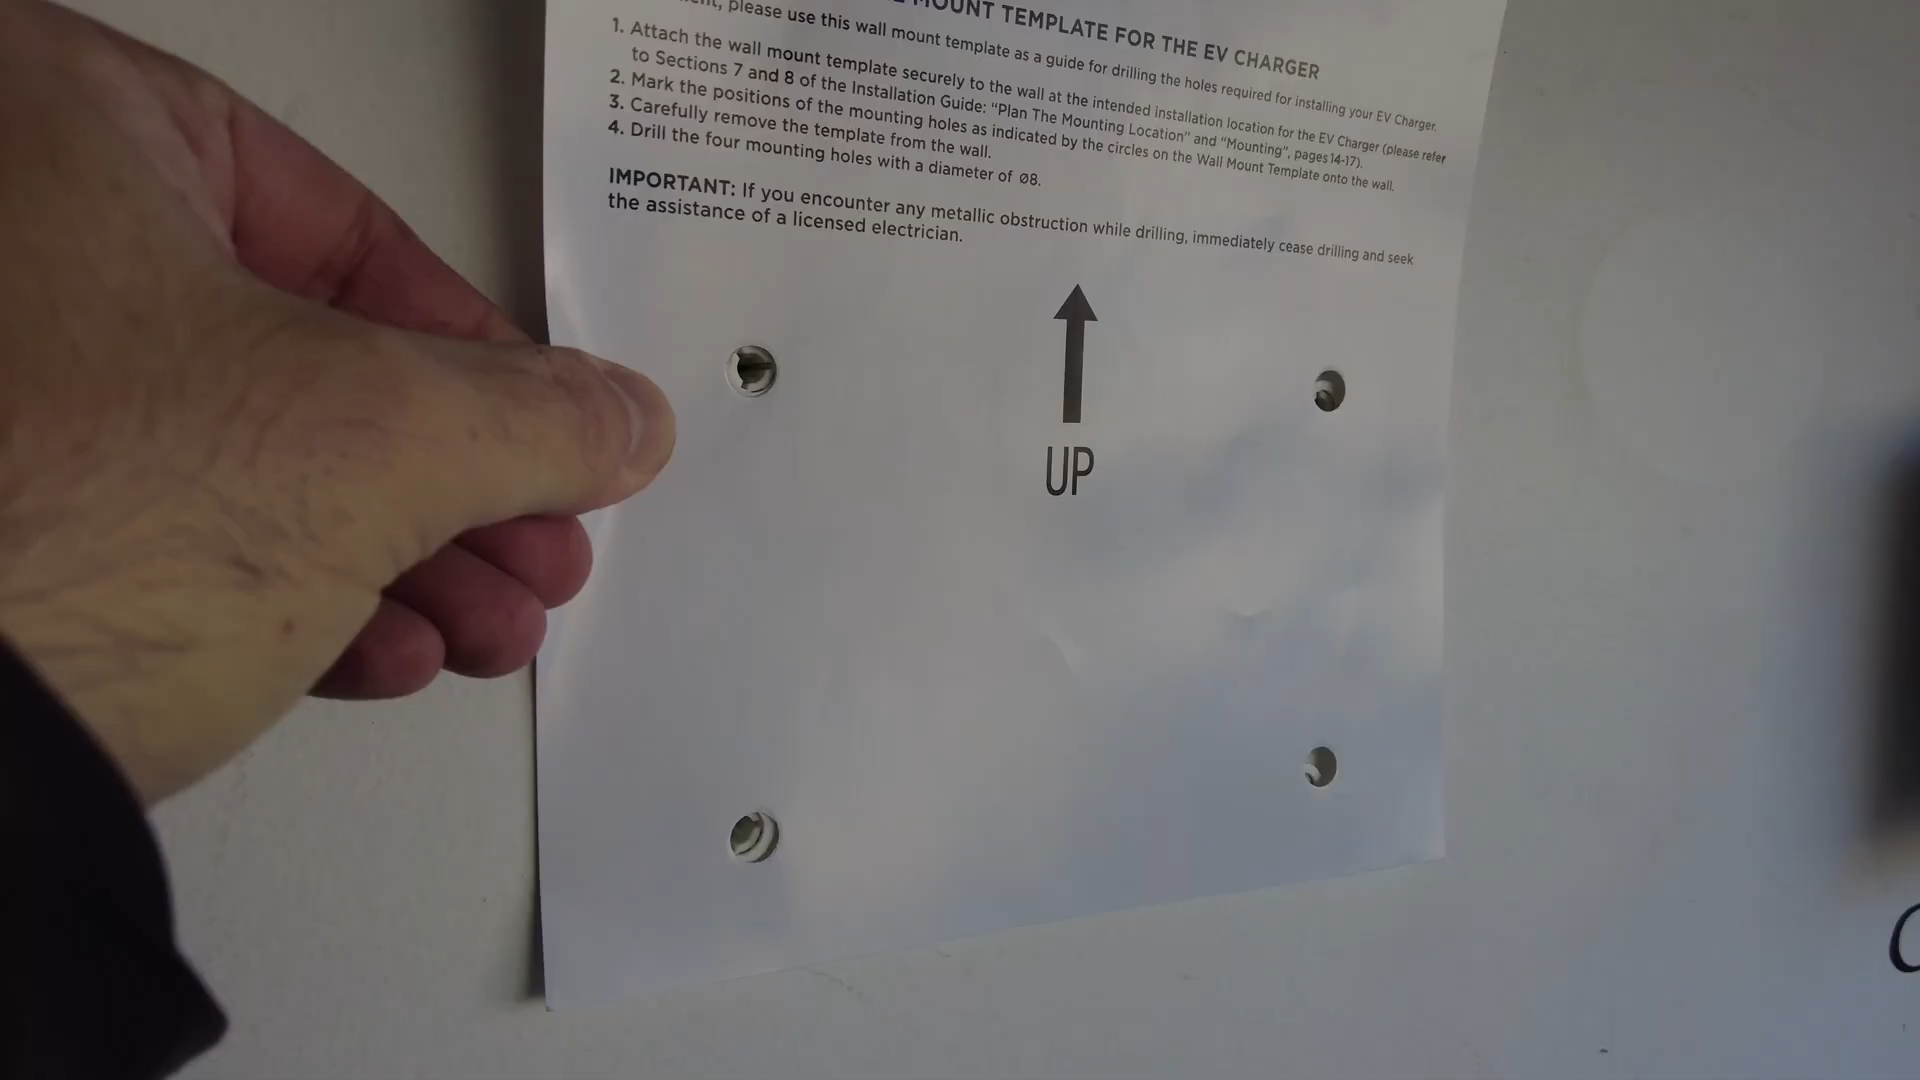 MOUNT TEMPLATE FOR THE EV CHARGER
please use this wall mount template as a guide for drilling the holes required for installing your EV Charger.
1. Attach the wall mount template securely to the wall at the intended installation location for the EV Charger (please refer
to Sections 7 and 8 of the Installation Guide: “Plan The Mounting Location” and “Mounting”, pages 14-17).
2. Mark the positions of the mounting holes as indicated by the circles on the Wall Mount Template onto the wall.
3. Carefully remove the template from the wall.
4. Drill the four mounting holes with a diameter of ⌀8.
IMPORTANT: If you encounter any metallic obstruction while drilling, immediately cease drilling and seek
the assistance of a licensed electrician.
UP